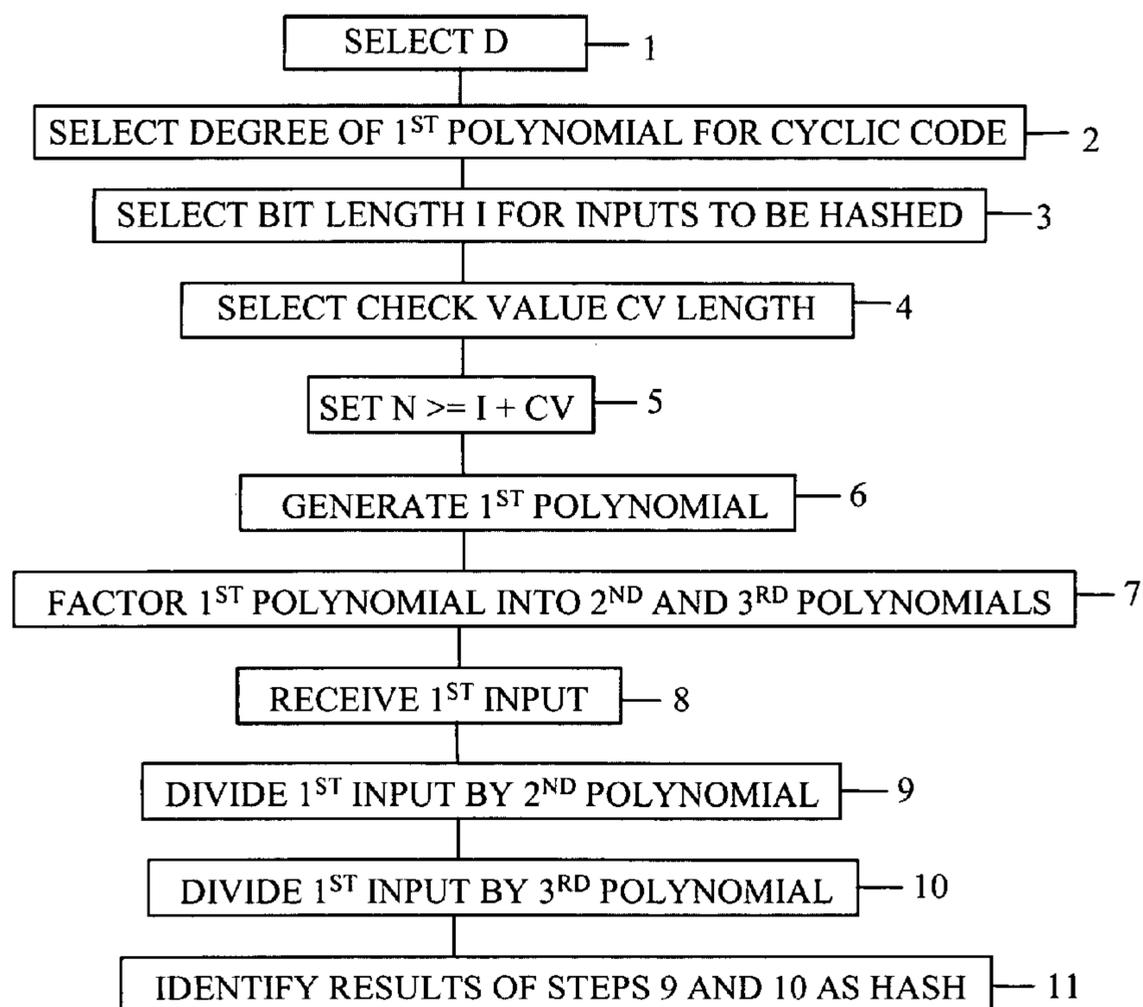 SELECT D 1
SELECT DEGREE OF 1ST POLYNOMIAL FOR CYCLIC CODE 2
SELECT BIT LENGTH I FOR INPUTS TO BE HASHED 3
SELECT CHECK VALUE CV LENGTH 4
SET N >= I + CV 5
GENERATE 1ST POLYNOMIAL 6
FACTOR 1ST POLYNOMIAL INTO 2ND AND 3RD POLYNOMIALS 7
RECEIVE 1ST INPUT 8
DIVIDE 1ST INPUT BY 2ND POLYNOMIAL 9
DIVIDE 1ST INPUT BY 3RD POLYNOMIAL 10
IDENTIFY RESULTS OF STEPS 9 AND 10 AS HASH 11